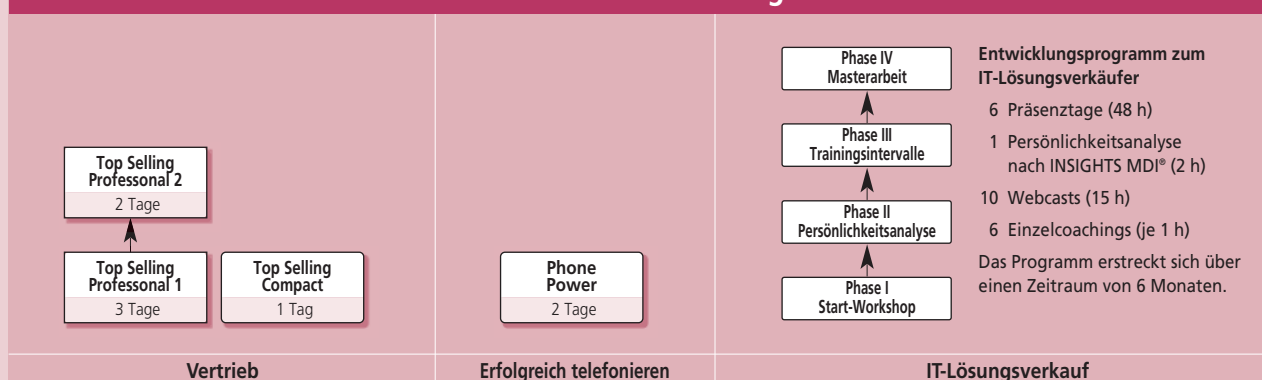 Top Selling
Professonal 2
2 Tage
Top Selling
Professonal 1
3 Tage
Top Selling
Compact
1 Tag
Vertrieb
Phone
Power
2 Tage
Erfolgreich telefonieren
Phase IV
Masterarbeit
Phase III
Trainingsintervalle
Phase II
Persönlichkeitsanalyse
Phase I
Start-Workshop
Entwicklungsprogramm zum
IT-Lösungsverkäufer
6 Präsenztage (48 h)
1 Persönlichkeitsanalyse
nach INSIGHTS MDI® (2 h)
10 Webcasts (15 h)
6 Einzelcoachings (je 1 h)
Das Programm erstreckt sich über
einen Zeitraum von 6 Monaten.
IT-Lösungsverkauf